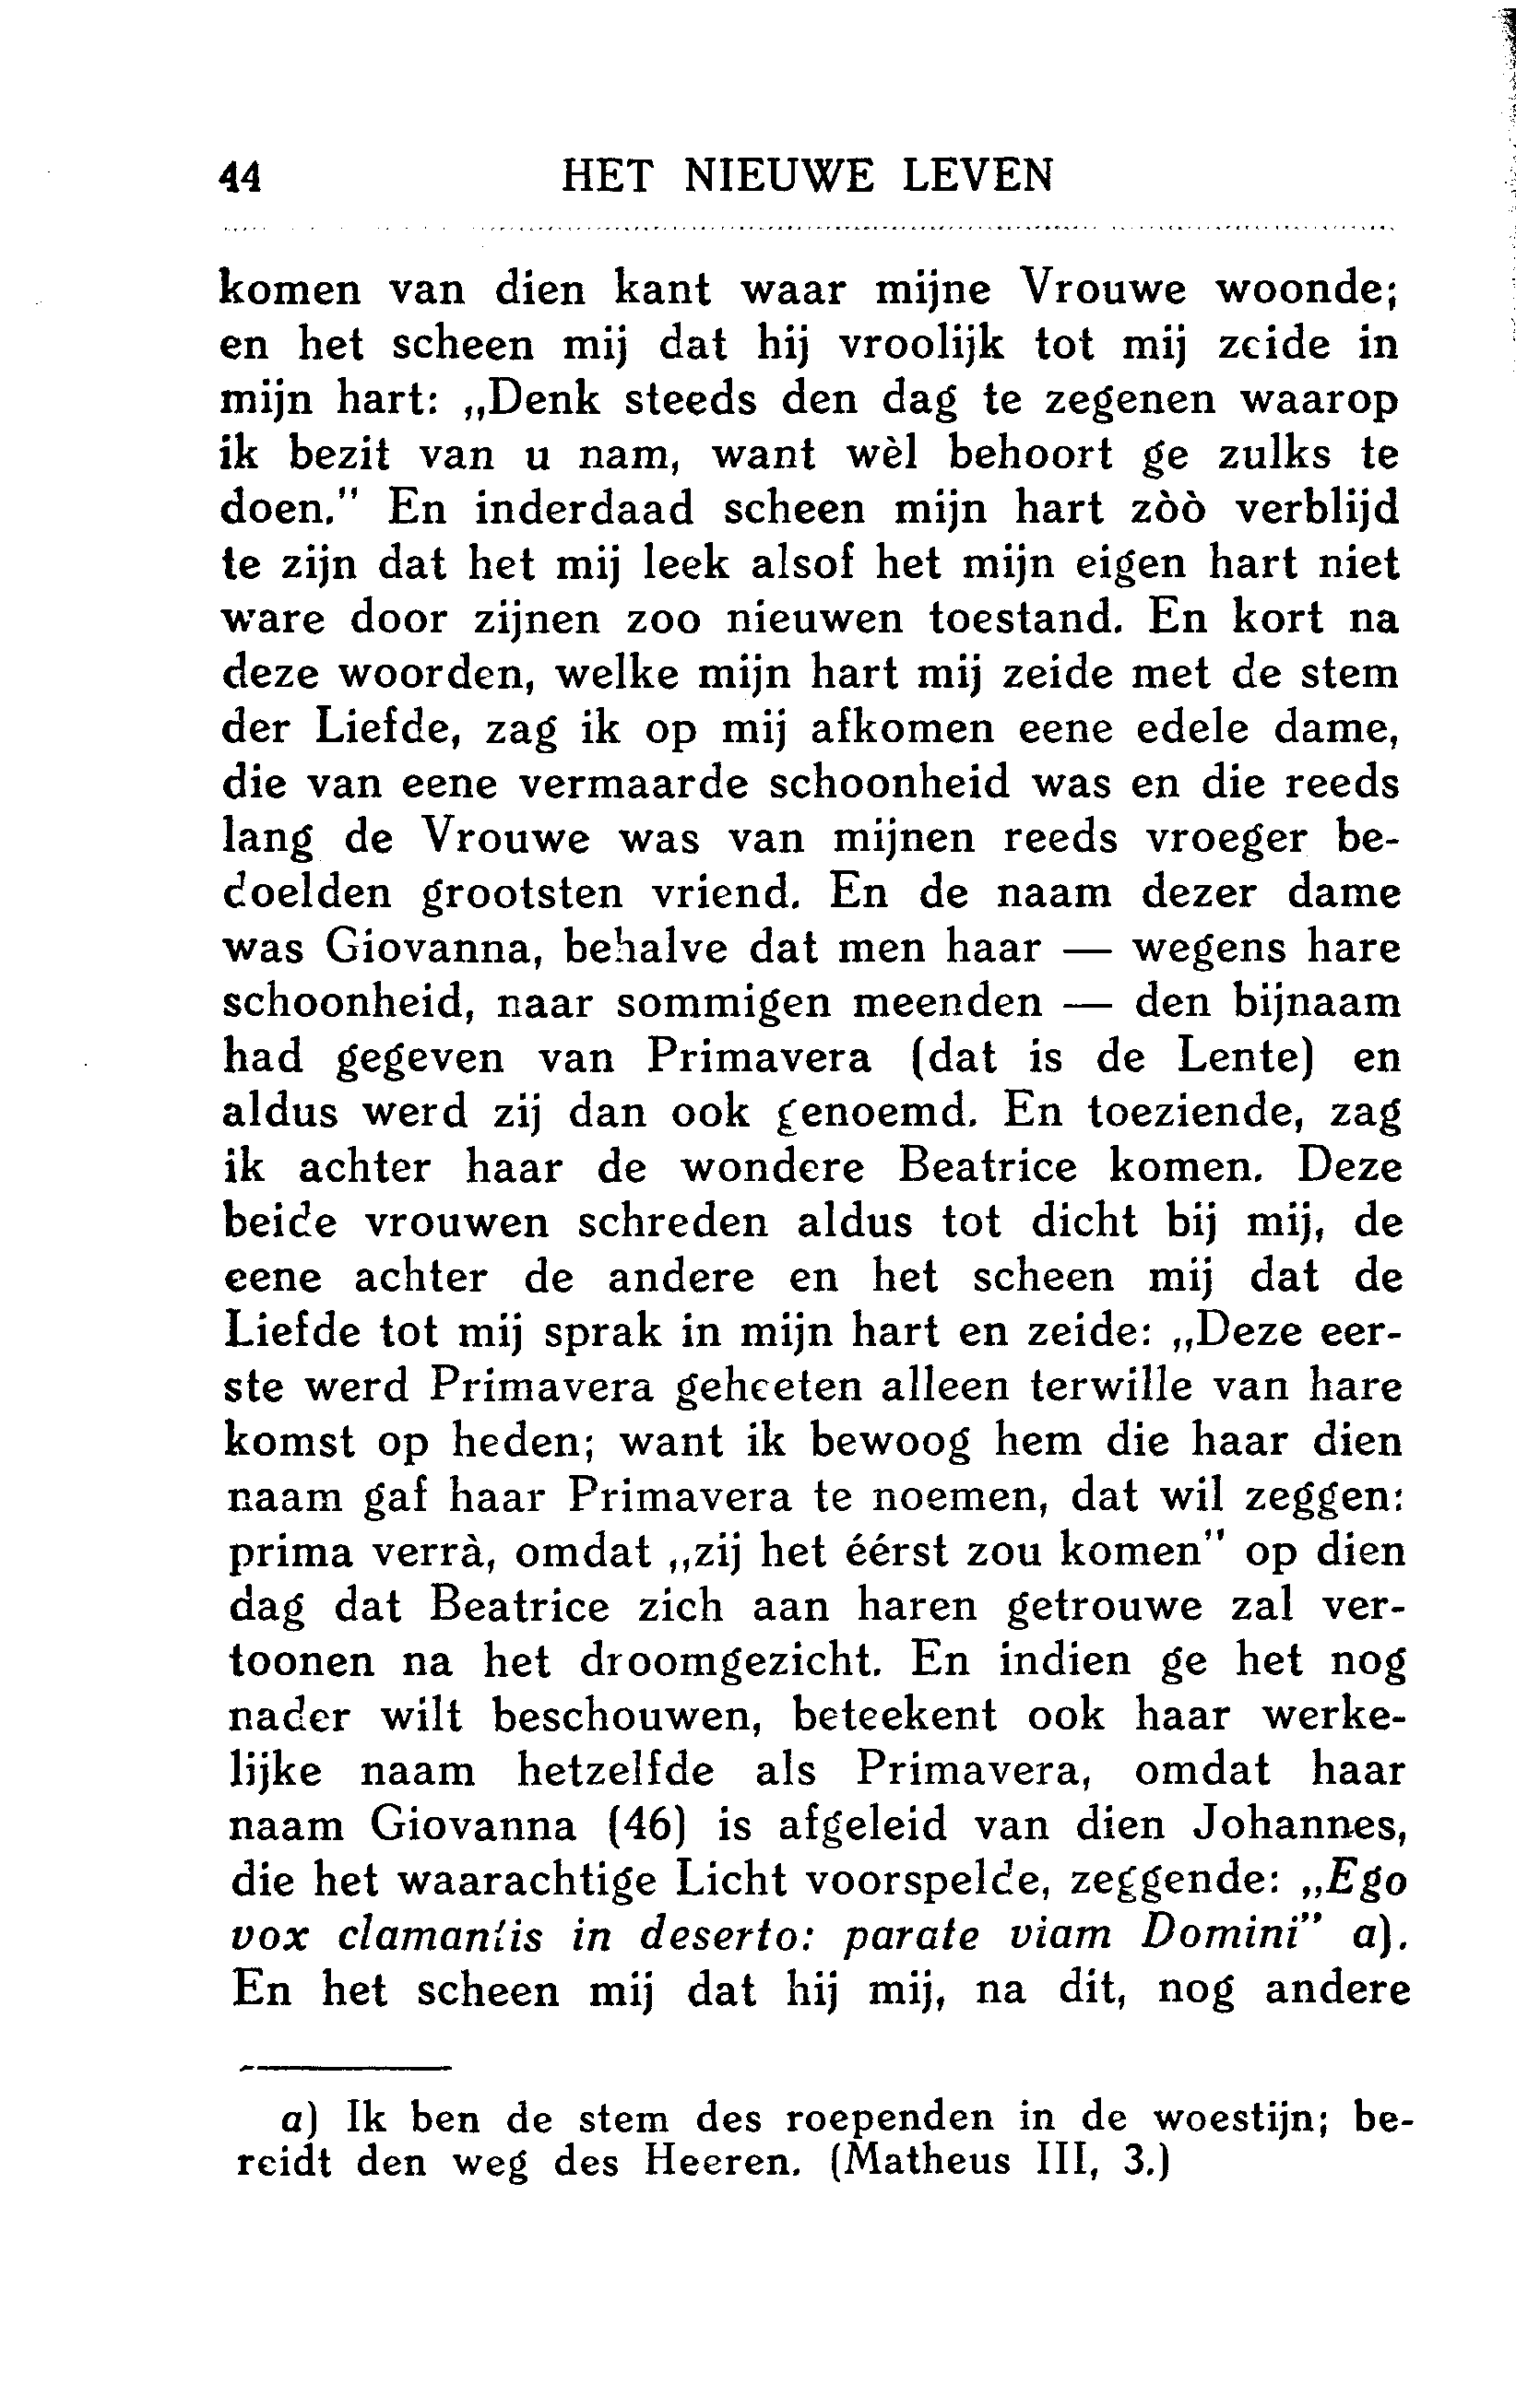 44 HET NIEUWE LEVEN
komen van dien kant waar mijne Vrouwe woonde;
en het scheen mij dat hij vroolijk tot mij zeide in
mijn hart: „Denk steeds den dag te zegenen waarop
ik bezit van u nam, want wèl behoort ge zulks te
doen." En inderdaad scheen mijn hart zòò verblijd
te zijn dat het mij leek alsof het mijn eigen hart niet
ware door zijnen zoo nieuwen toestand. En kort na
deze woorden, welke mijn hart mij zeide met de stem
der Liefde, zag ik op mij afkomen eene edele dame,
die van eene vermaarde schoonheid was en die reeds
lang de Vrouwe was van mijnen reeds vroeger be-
doelden grootsten vriend. En de naam dezer dame
was Giovanna, behalve dat men haar — wegens hare
schoonheid, naar sommigen meenden — den bijnaam
had gegeven van Primavera (dat is de Lente) en
aldus werd zij dan ook genoemd. En toeziende, zag
ik achter haar de wondere Beatrice komen. Deze
beide vrouwen schreden aldus tot dicht bij mij, de
eene achter de andere en het scheen mij dat de
Liefde tot mij sprak in mijn hart en zeide: „Deze eer-
ste werd Primavera geheeten alleen terwille van hare
komst op heden; want ik bewoog hem die haar dien
naam gaf haar Primavera te noemen, dat wil zeggen:
prima verrà, omdat „zij het éérst zou komen" op dien
dag dat Beatrice zich aan haren getrouwe zal ver-
toonen na het droomgezicht. En indien ge het nog
nader wilt beschouwen, beteekent ook haar werke-
lijke naam hetzelfde als Primavera, omdat haar
naam Giovanna (46) is afgeleid van dien Johannes,
die het waarachtige Licht voorspelde, zeggende: „Ego
vox clamantis in deserto: parate viam Domini" a).
En het scheen mij dat hij mij, na dit, nog andere
a) Ik ben de stem des roependen in de woestijn; be-
reidt den weg des Heeren. (Matheus III, 3.)